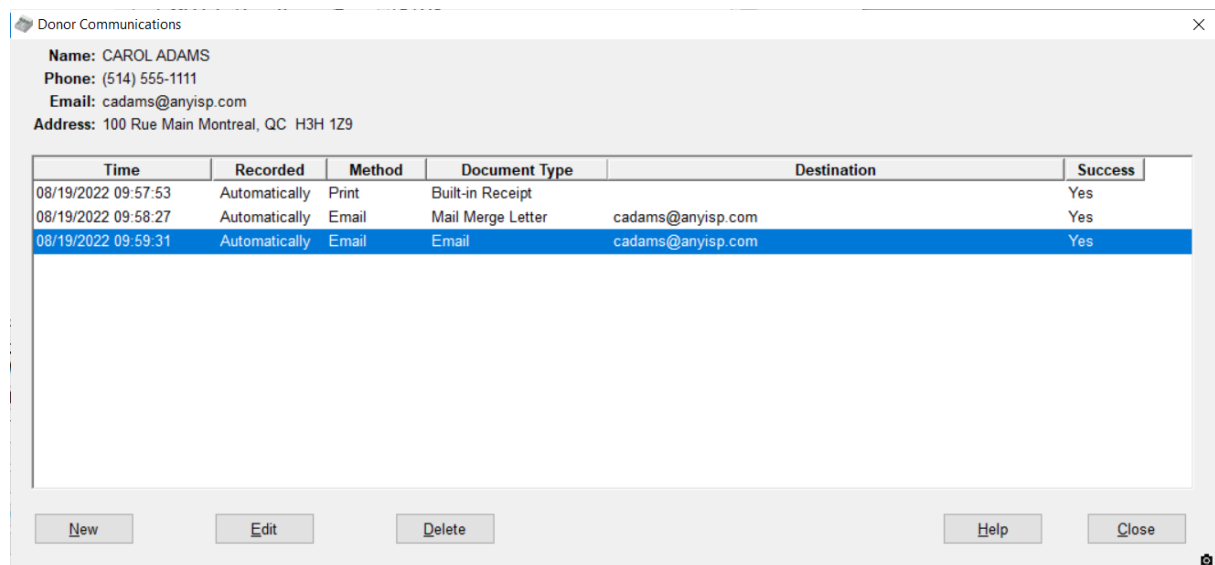 Donor Communications
Name: CAROL ADAMS
Phone: (514) 555-1111
Email: cadams@anyisp.com
Address: 100 Rue Main Montreal, QC H3H 1Z9
Time Recorded Method Document Type Destination Success
08/19/2022 09:57:53 Automatically Print Built-in Receipt Yes
08/19/2022 09:58:27 Automatically Email Mail Merge Letter cadams@anyisp.com Yes
08/19/2022 09:59:31 Automatically Email Email cadams@anyisp.com Yes
New Edit Delete Help Close